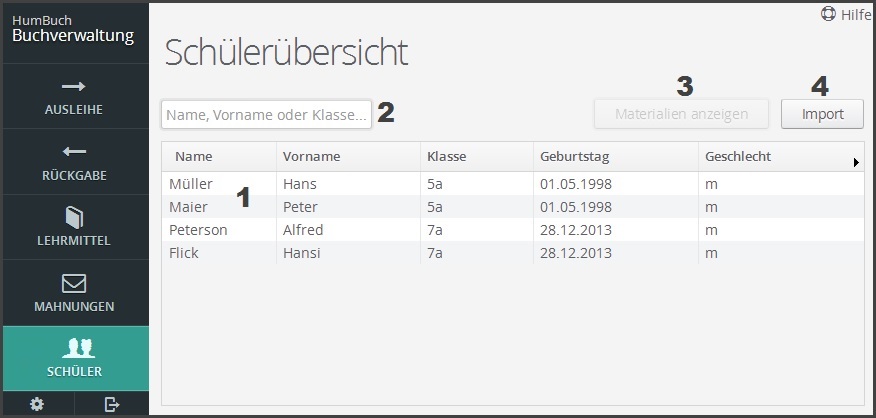 HumBuch
Buchverwaltung
AUSLEIHE
RÜCKGABE
LEHRMITTEL
MAHNUNGEN
SCHÜLER
Hilfe
Schülerübersicht
Name, Vorname oder Klasse... 2
3
Materialien anzeigen
4
Import
Name Vorname Klasse Geburtstag Geschlecht
Müller Hans 5a 01.05.1998 m
1
Maier Peter 5a 01.05.1998 m
Peterson Alfred 7a 28.12.2013 m
Flick Hansi 7a 28.12.2013 m